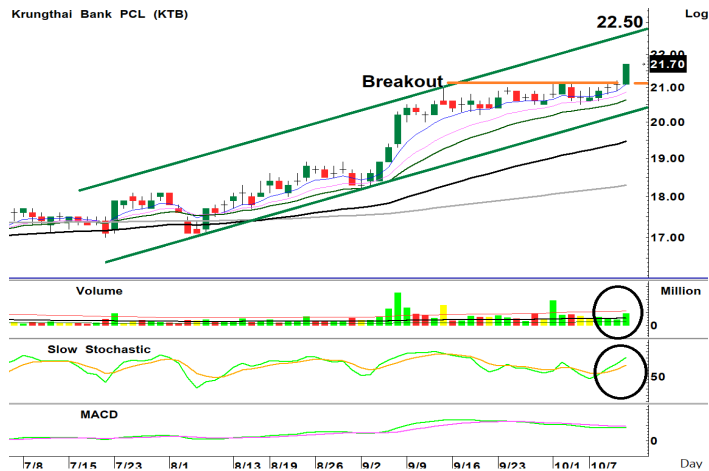 Krungthai Bank PCL (KTB)
22.50
Log
22.00
21.70
Breakout
21.00
20.00
19.00
18.00
17.00
Volume
Million
0
Slow Stochastic
50
MACD
0
7/8 7/15 7/23 8/1 8/13 8/19 8/26 9/2 9/9 9/16 9/23 10/1 10/7 Day